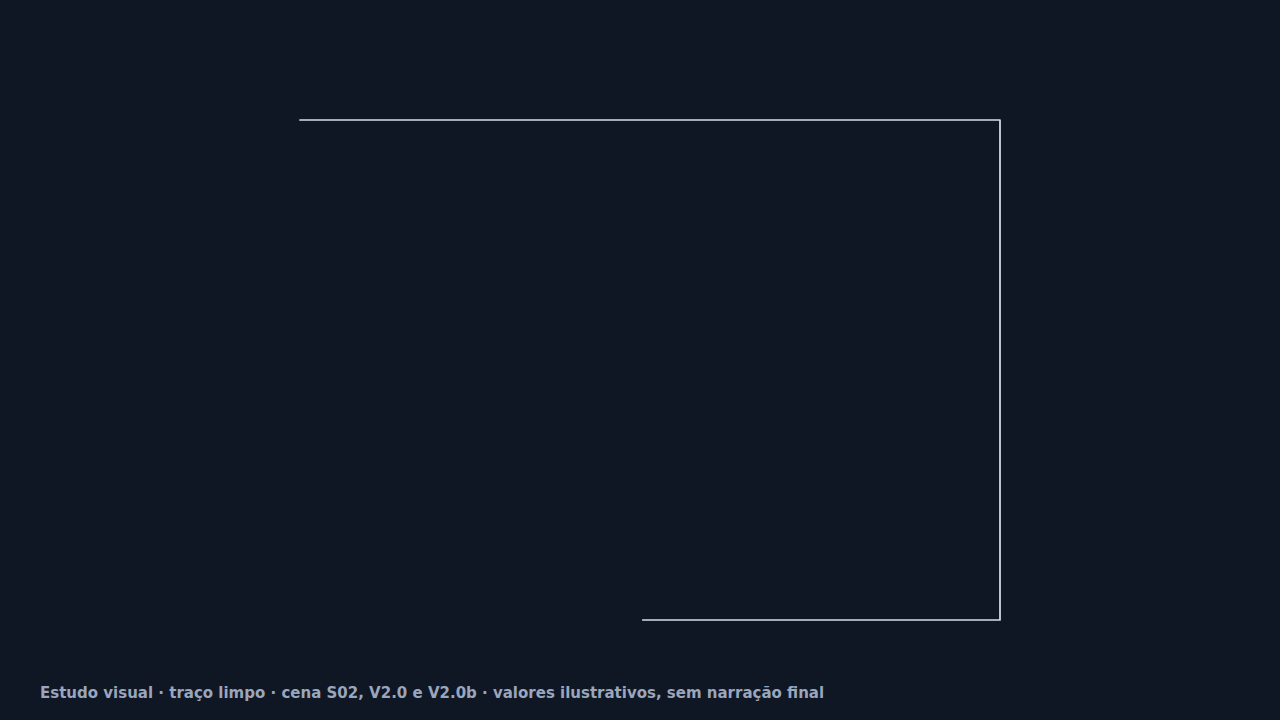 Estudo visual · traço limpo · cena S02, V2.0 e V2.0b · valores ilustrativos, sem narração final